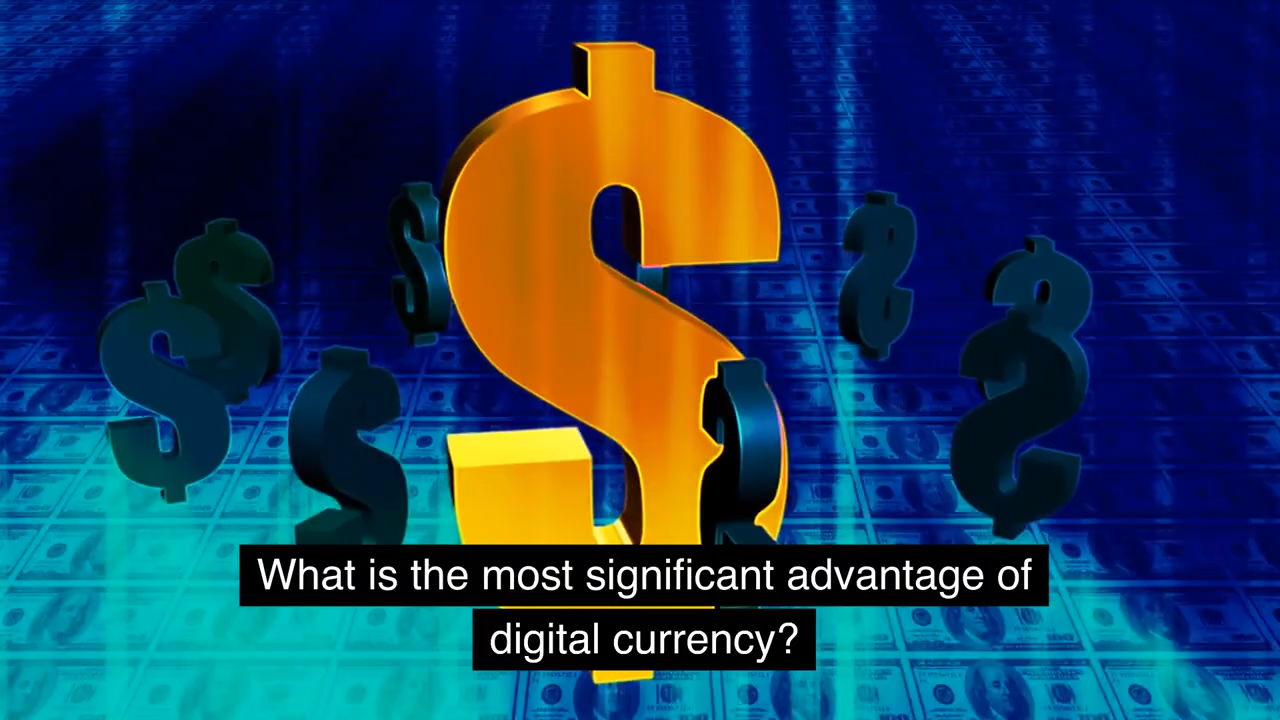 What is the most significant advantage of
digital currency?